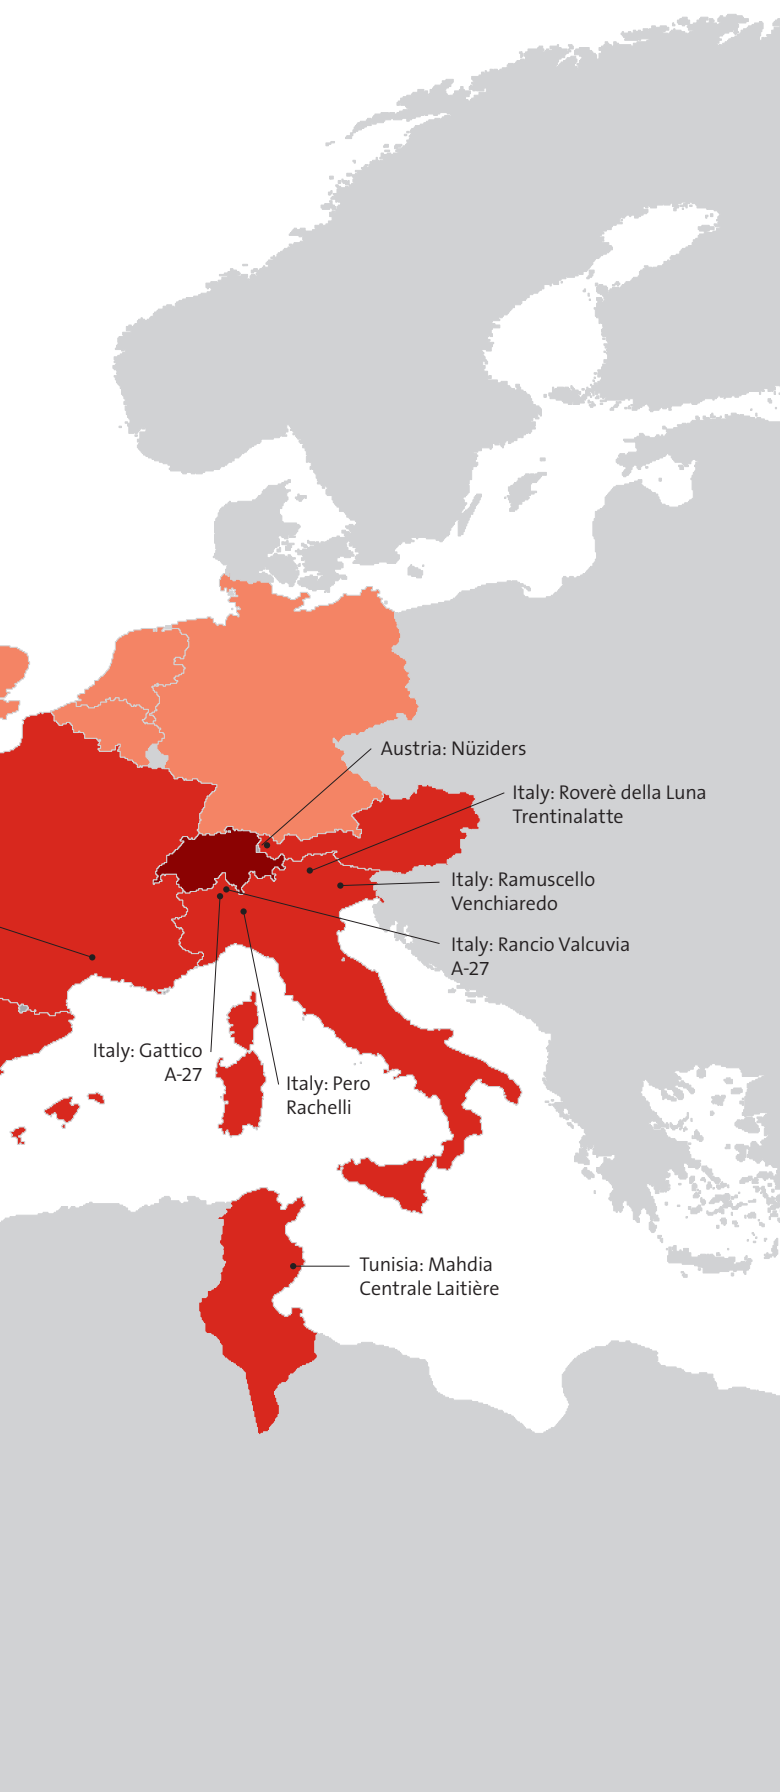 Austria: Nüziders
Italy: Roverè della Luna
Trentinalatte
Italy: Ramuscello
Venchiaredo
Italy: Rancio Valcuvia
A-27
Italy: Gattico
A-27
Italy: Pero
Rachelli
Tunisia: Mahdia
Centrale Laitière